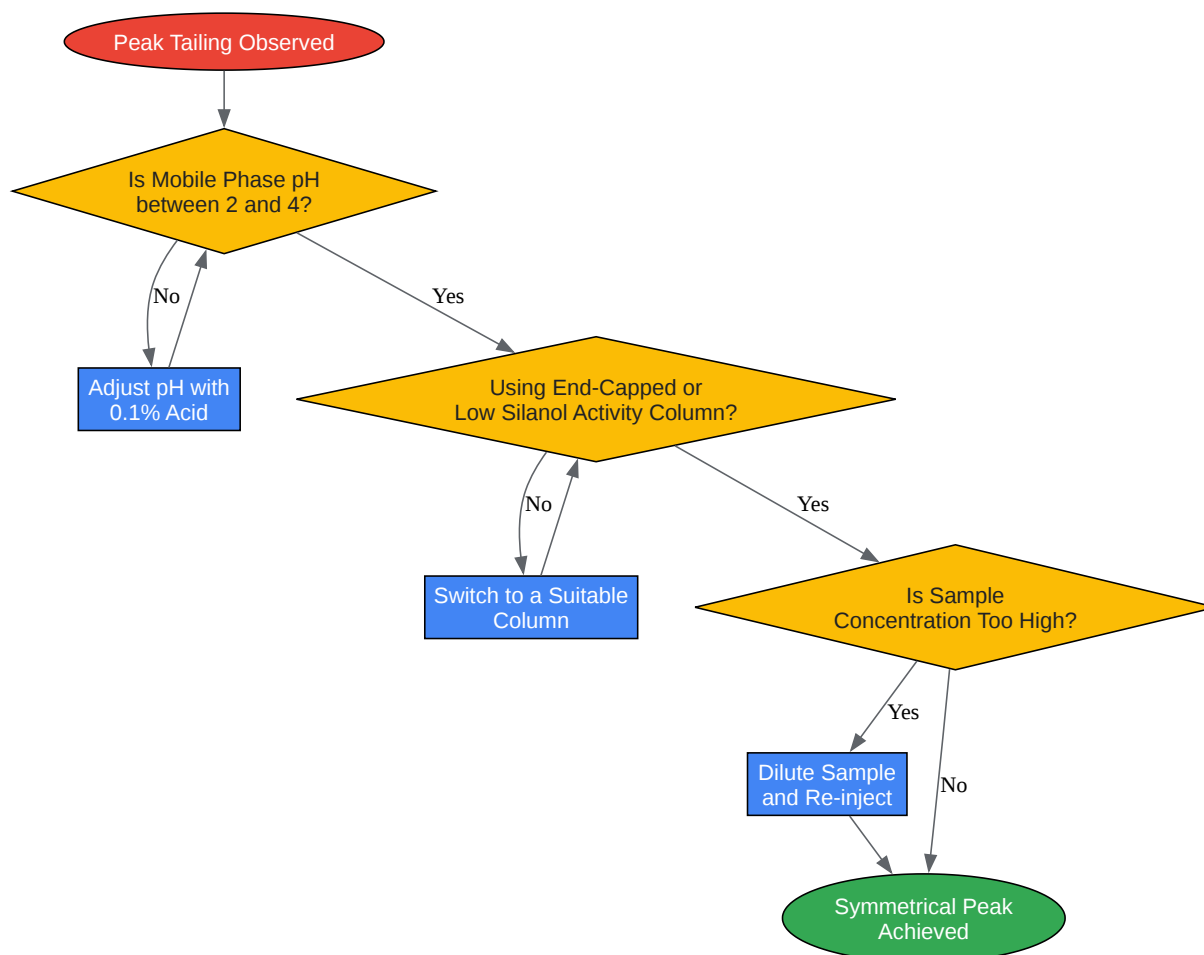 Peak Tailing Observed
Is Mobile Phase pH
between 2 and 4?
No
Yes
Adjust pH with
0.1% Acid
Using End-Capped or
Low Silanol Activity Column?
No
Yes
Switch to a Suitable
Column
Is Sample
Concentration Too High?
Yes
No
Dilute Sample
and Re-inject
Symmetrical Peak
Achieved